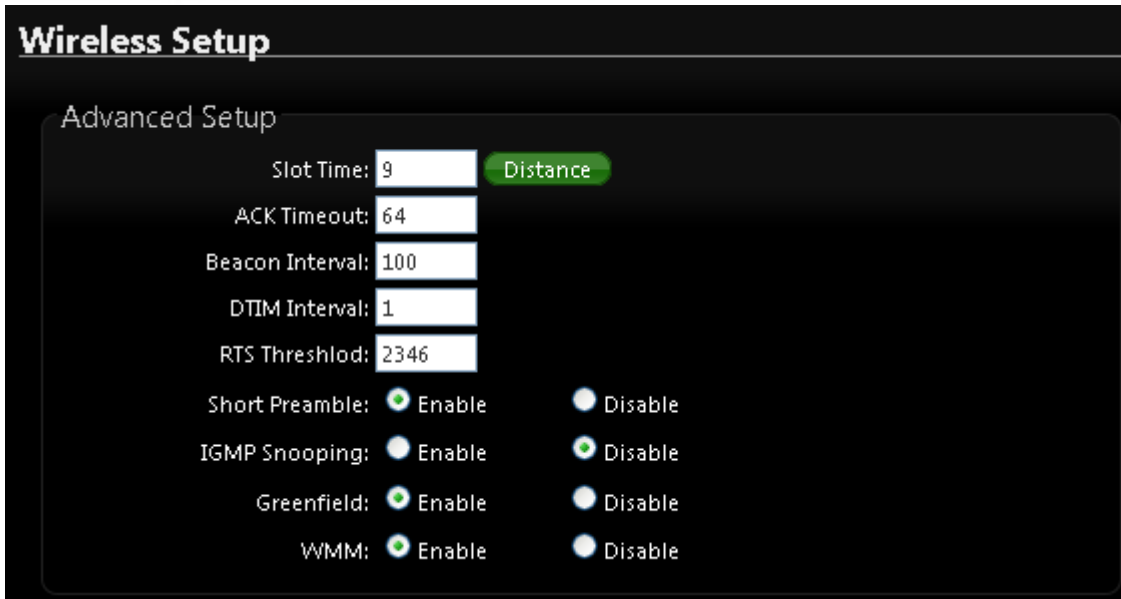 Wireless Setup
Advanced Setup
Slot Time: 9 Distance
ACK Timeout: 64
Beacon Interval: 100
DTIM Interval: 1
RTS Threshlod: 2346
Short Preamble: Enable Disable
IGMP Snooping: Enable Disable
Greenfield: Enable Disable
WMM: Enable Disable